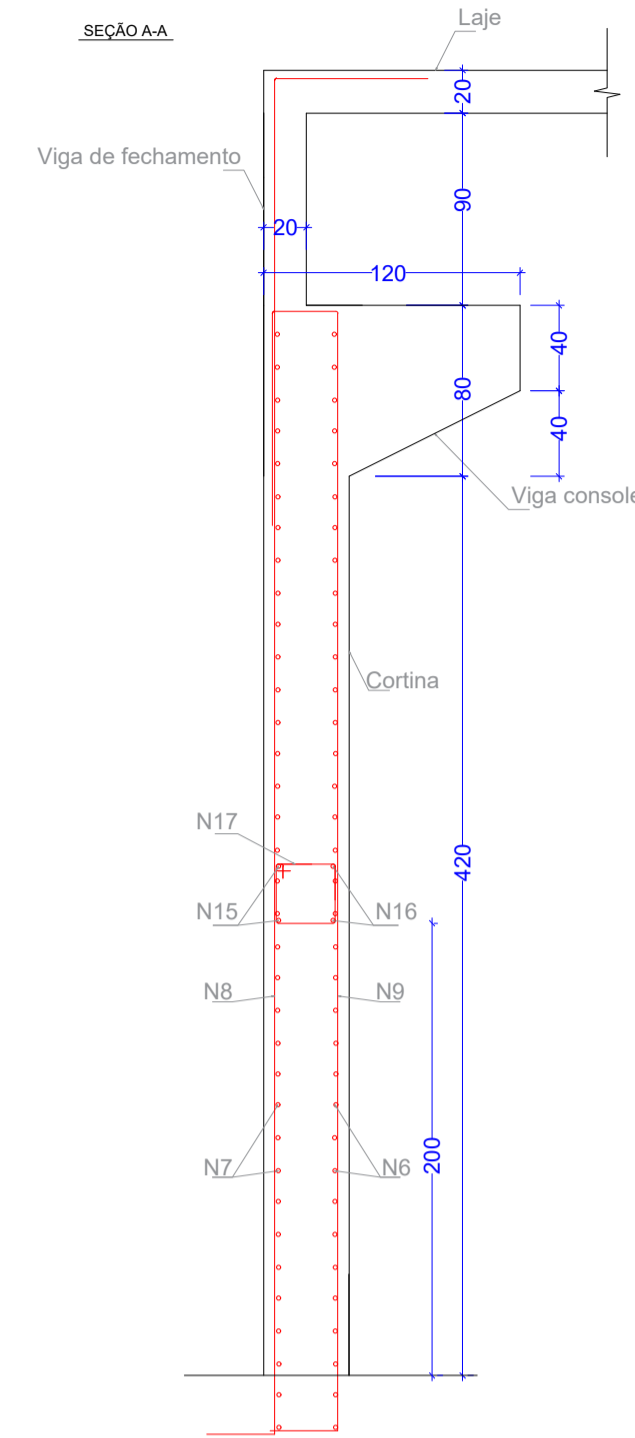 SEÇÃO A-A
Laje
20
Viga de fechamento
90
20
120
40
80
40
Viga console
Cortina
N17
420
N15
N16
N8
N9
200
N7
N6